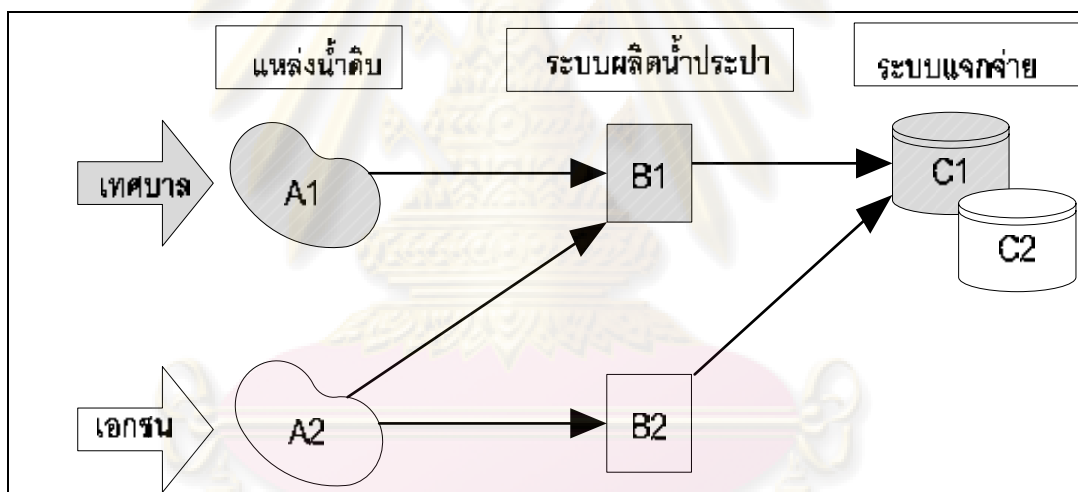 แหล่งน้ำดิบ
ระบบผลิตน้ำประปา
ระบบแจกจ่าย
เทศบาล
A1
B1
C1
C2
เอกชน
A2
B2